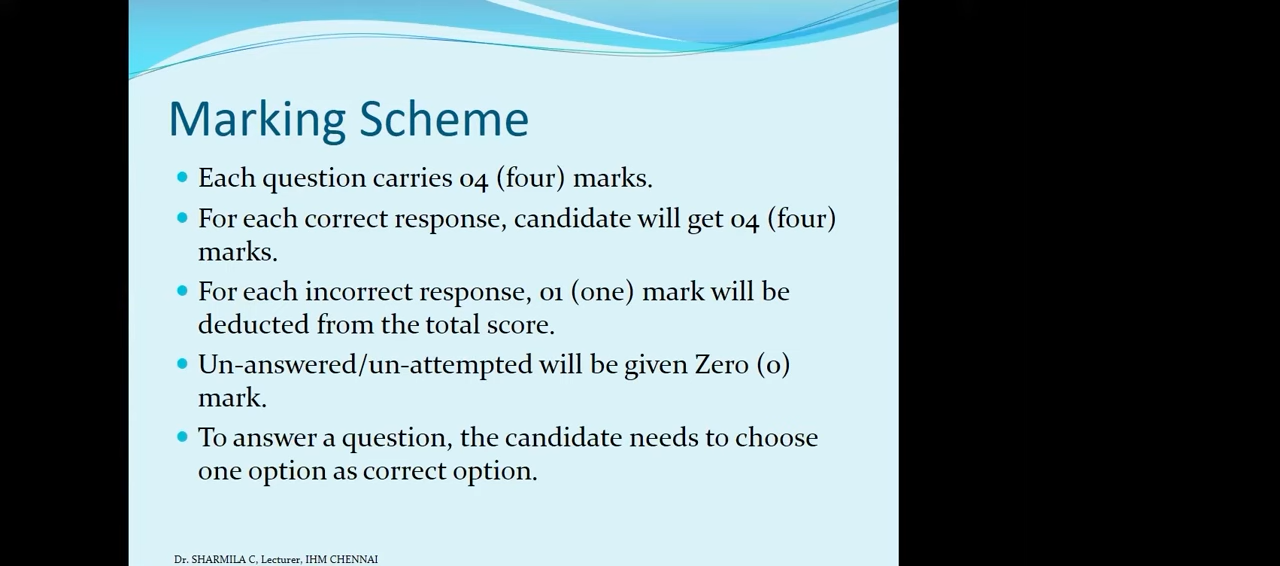 Marking Scheme
Each question carries 04 (four) marks.
For each correct response, candidate will get 04 (four)
marks.
For each incorrect response, 01 (one) mark will be
deducted from the total score.
Un-answered/un-attempted will be given Zero (0)
mark.
To answer a question, the candidate needs to choose
one option as correct option.
Dr. SHARMILA C, Lecturer, IHM CHENNAI